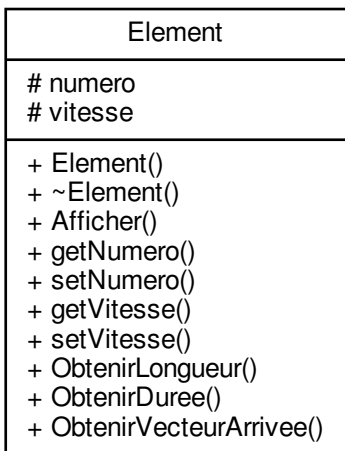 Element
# numero
# vitesse
+ Element()
+ ~Element()
+ Afficher()
+ getNumero()
+ setNumero()
+ getVitesse()
+ setVitesse()
+ ObtenirLongueur()
+ ObtenirDuree()
+ ObtenirVecteurArrivee()